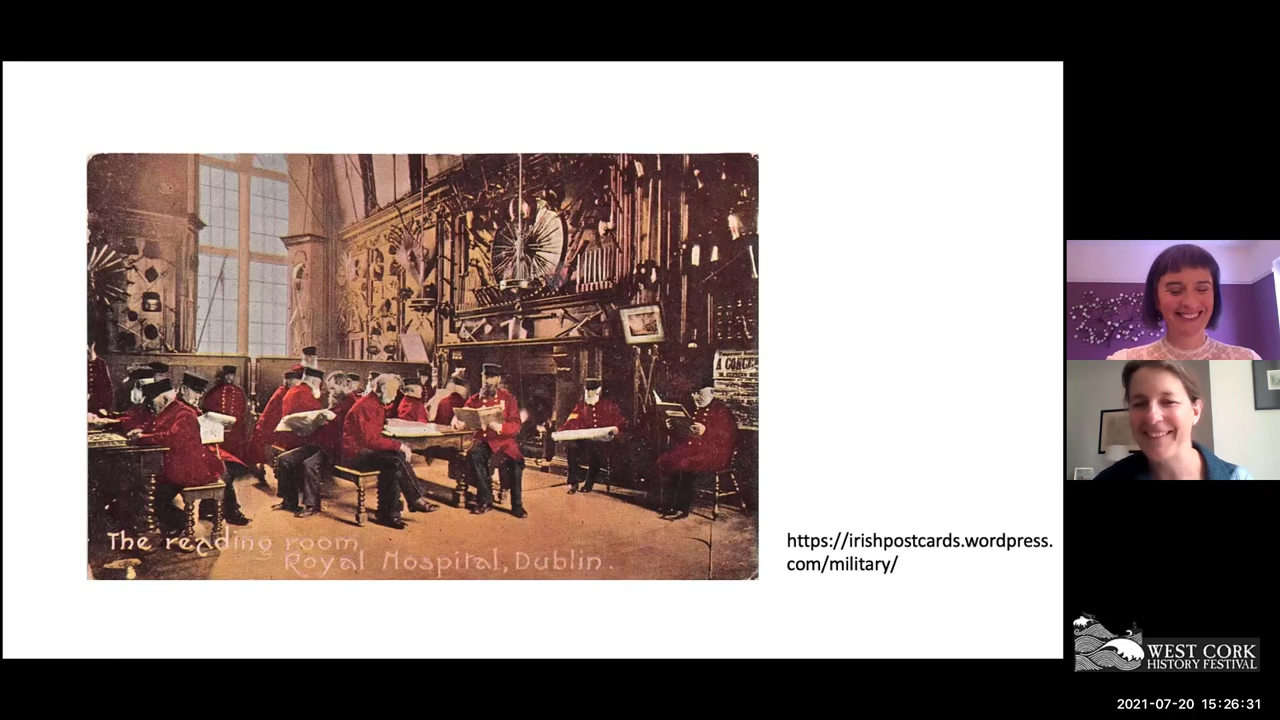 The reading room
Royal Hospital, Dublin.
A CONCE
https://irishpostcards.wordpress.
com/military/
WEST CORK
HISTORY FESTIVAL
2021-07-20 15:26:31